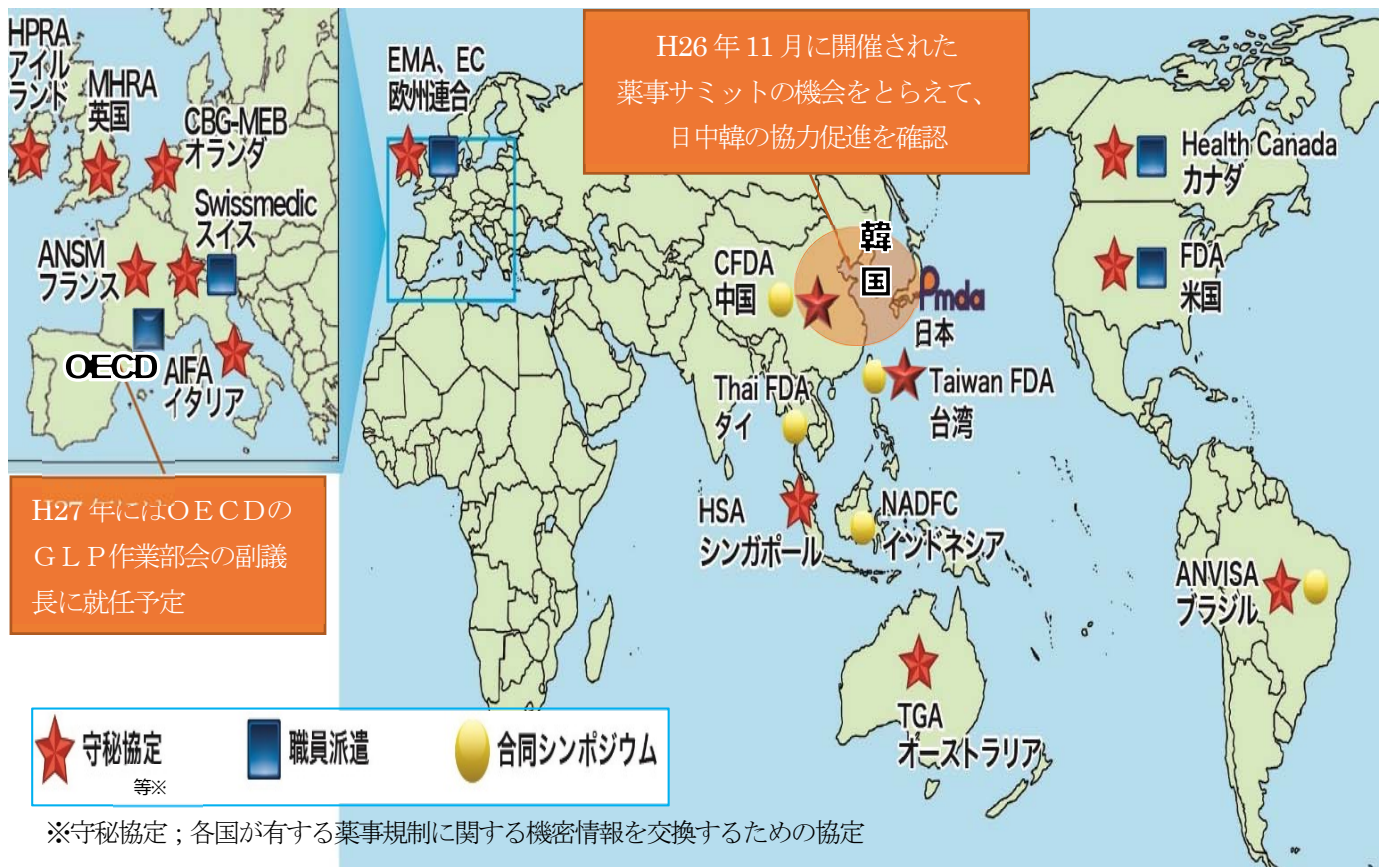 HPRA
アイル
ランド
MHRA
英国
CBG-MEB
オランダ
Swissmedic
スイス
ANSM
フランス
OECD
AIFA
イタリア
H27 年にはＯＥＣＤの
ＧＬＰ作業部会の副議
長に就任予定
EMA、EC
欧州連合
H26 年 11 月に開催された
薬事サミットの機会をとらえて、
日中韓の協力促進を確認
韓
国
CFDA
中国
Pmda
日本
Thai FDA
タイ
Taiwan FDA
台湾
HSA
シンガポール
NADFC
インドネシア
TGA
オーストラリア
Health Canada
カナダ
FDA
米国
ANVISA
ブラジル
守秘協定
等※
職員派遣
合同シンポジウム
※守秘協定；各国が有する薬事規制に関する機密情報を交換するための協定